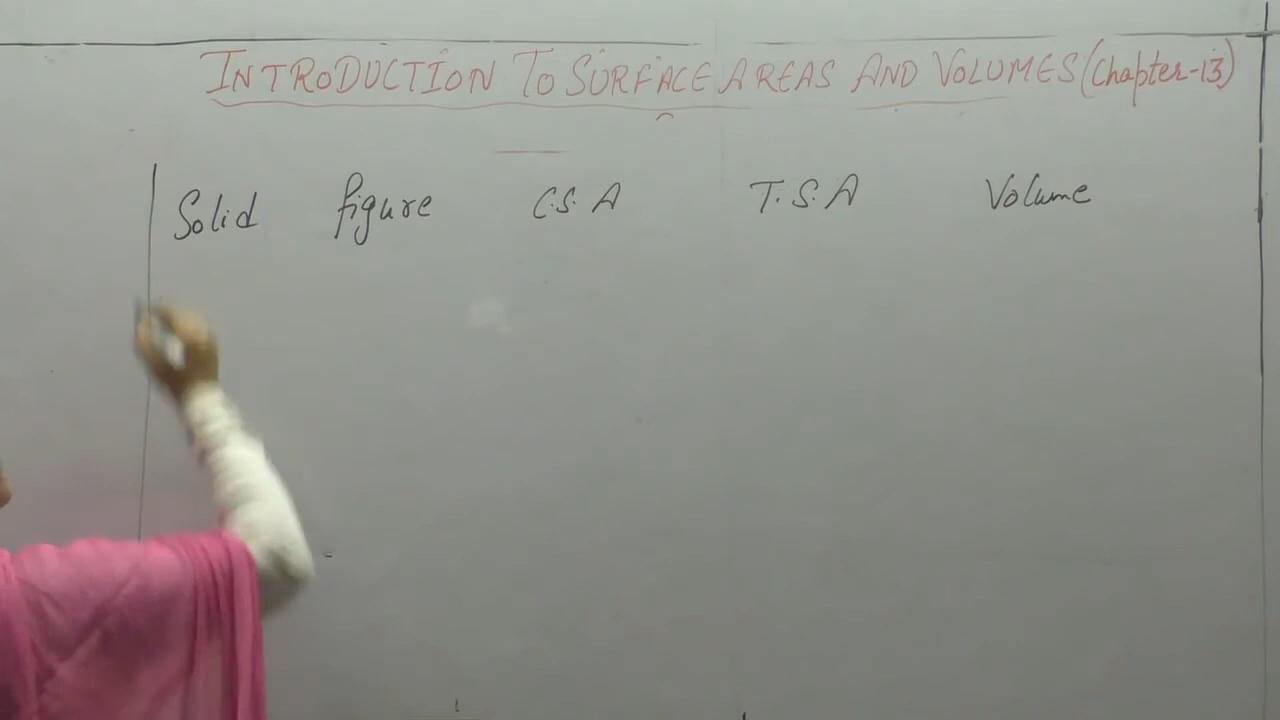 INTRODUCTION TO SURFACE AREAS AND VOLUMES (Chapter-13)
Solid figure C.S.A T.S.A Volume